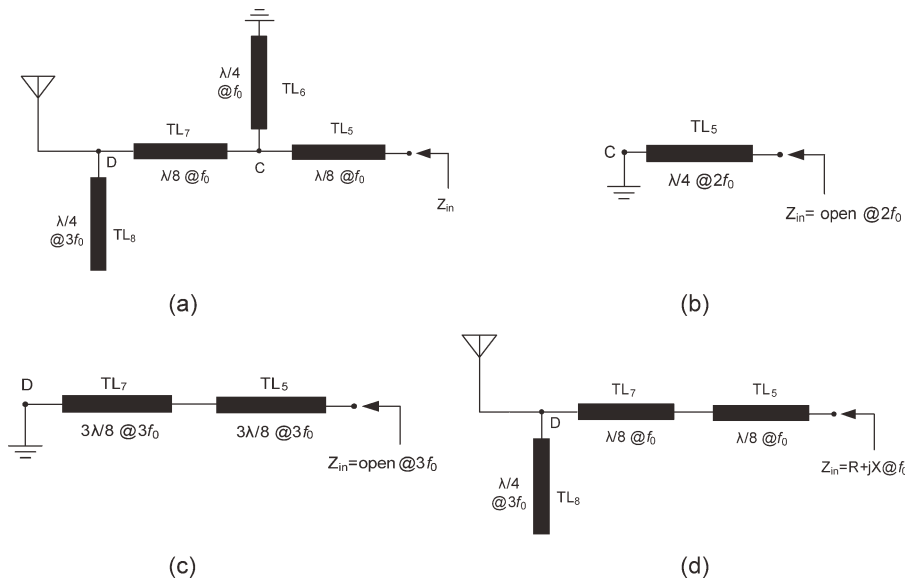 λ/4
@f₀
TL₆
TL₇
TL₅
D
C
λ/8 @f₀
λ/8 @f₀
Zᵢₙ
λ/4
@3f₀
TL₈
(a)
TL₅
C
λ/4 @2f₀
Zᵢₙ= open @2f₀
(b)
D
TL₇
TL₅
3λ/8 @3f₀
3λ/8 @3f₀
Zᵢₙ=open @3f₀
(c)
TL₇
TL₅
D
λ/8 @f₀
λ/8 @f₀
Zᵢₙ=R+jX@f₀
λ/4
@3f₀
TL₈
(d)